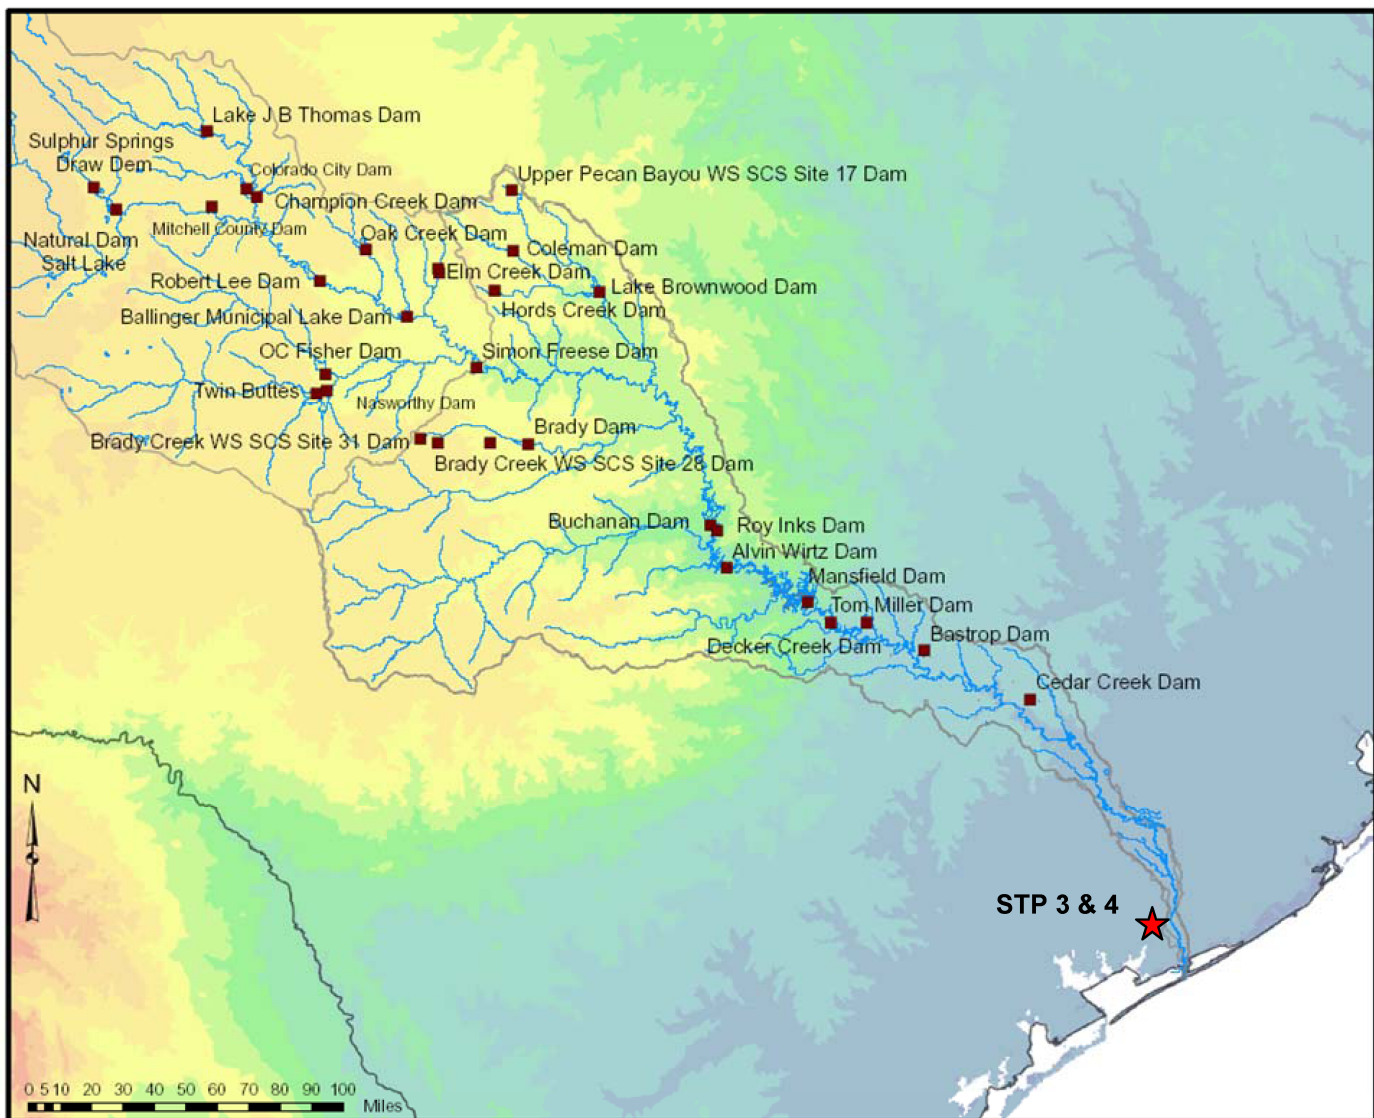 Lake J B Thomas Dam
Sulphur Springs
Draw Dem
Colorado City Dam
Upper Pecan Bayou WS SCS Site 17 Dam
Champion Creek Dam
Mitchell County Dam
Oak Creek Dam
Natural Dam
Salt Lake
Coleman Dam
Elm Creek Dam
Robert Lee Dam
Lake Brownwood Dam
Hords Creek Dam
Ballinger Municipal Lake Dam
OC Fisher Dam
Simon Freese Dam
Twin Buttes
Nasworthy Dam
Brady Dam
Brady Creek WS SCS Site 31 Dam
Brady Creek WS SCS Site 28 Dam
Buchanan Dam
Roy Inks Dam
Alvin Wirtz Dam
Mansfield Dam
Tom Miller Dam
Decker Creek Dam
Bastrop Dam
Cedar Creek Dam
N
STP 3 & 4
0 5 10 20 30 40 50 60 70 80 90 100
Miles